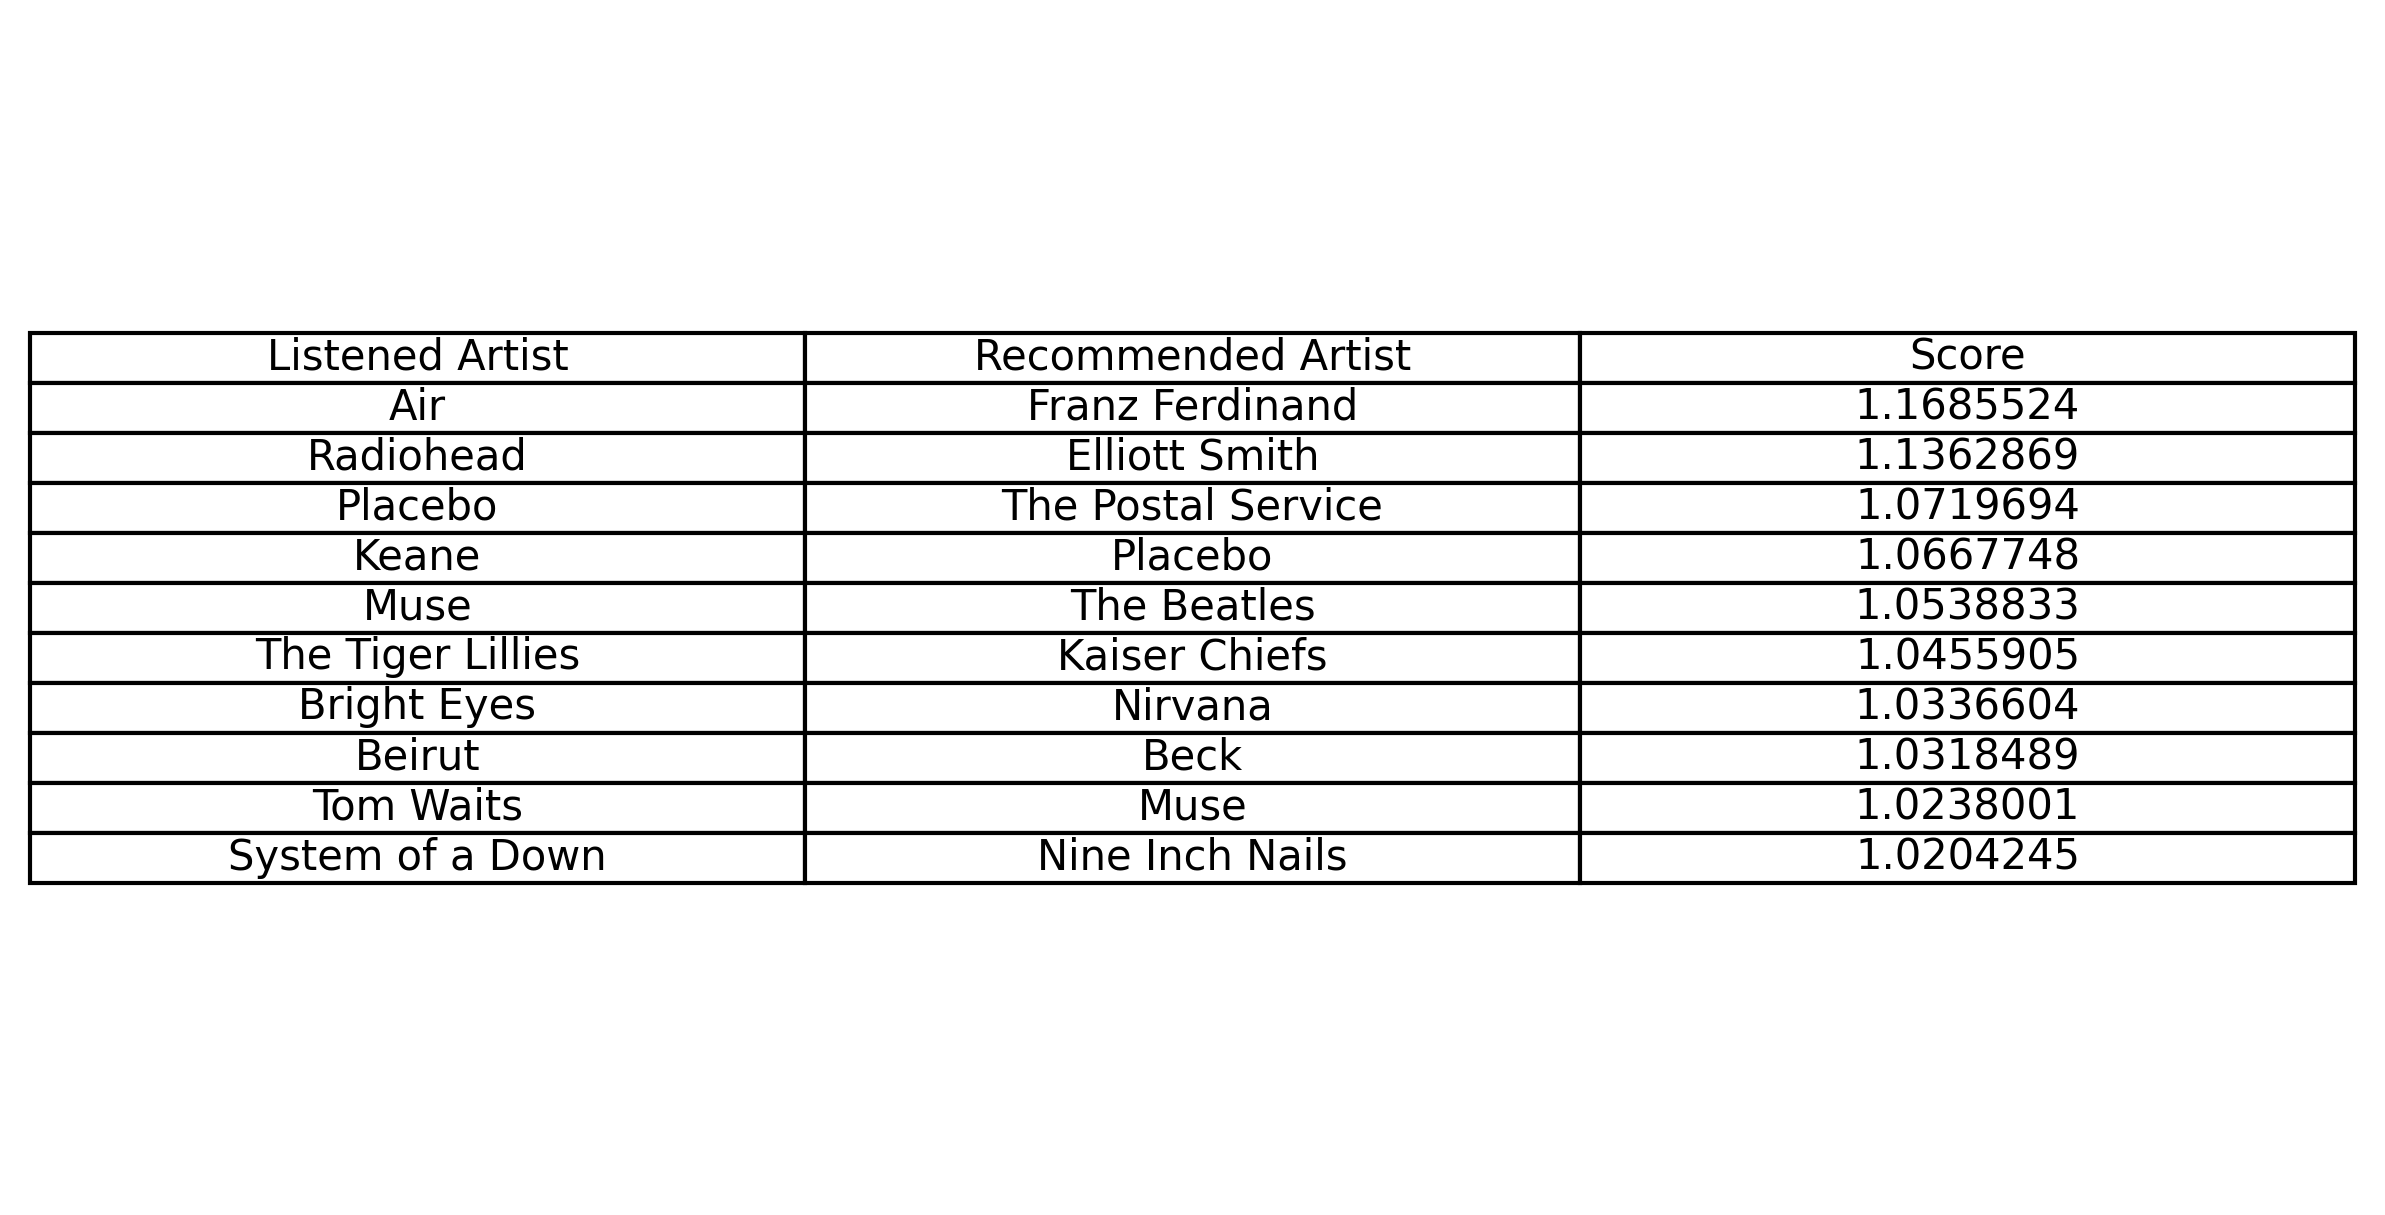 Listened Artist Recommended Artist Score
Air Franz Ferdinand 1.1685524
Radiohead Elliott Smith 1.1362869
Placebo The Postal Service 1.0719694
Keane Placebo 1.0667748
Muse The Beatles 1.0538833
The Tiger Lillies Kaiser Chiefs 1.0455905
Bright Eyes Nirvana 1.0336604
Beirut Beck 1.0318489
Tom Waits Muse 1.0238001
System of a Down Nine Inch Nails 1.0204245